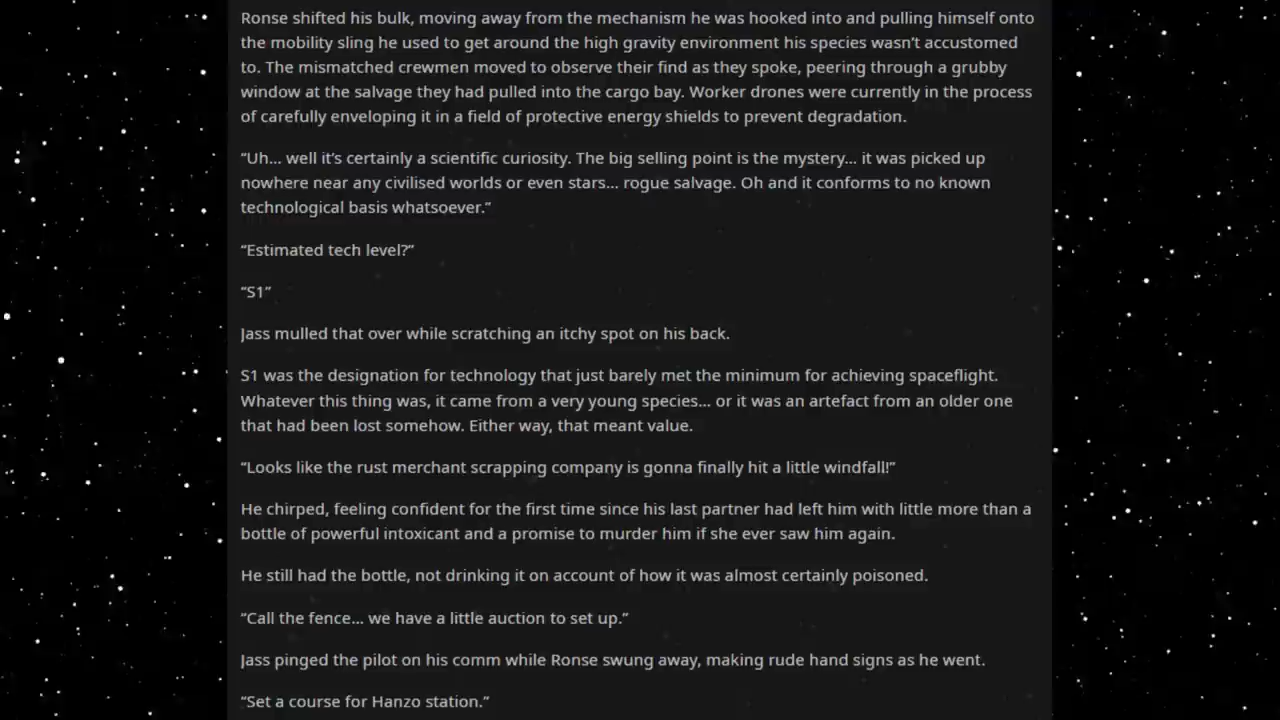 Ronse shifted his bulk, moving away from the mechanism he was hooked into and pulling himself onto
the mobility sling he used to get around the high gravity environment his species wasn’t accustomed
to. The mismatched crewmen moved to observe their find as they spoke, peering through a grubby
window at the salvage they had pulled into the cargo bay. Worker drones were currently in the process
of carefully enveloping it in a field of protective energy shields to prevent degradation.
“Uh... well it’s certainly a scientific curiosity. The big selling point is the mystery... it was picked up
nowhere near any civilised worlds or even stars... rogue salvage. Oh and it conforms to no known
technological basis whatsoever.”
“Estimated tech level?”
“S1”
Jass mulled that over while scratching an itchy spot on his back.
S1 was the designation for technology that just barely met the minimum for achieving spaceflight.
Whatever this thing was, it came from a very young species... or it was an artefact from an older one
that had been lost somehow. Either way, that meant value.
“Looks like the rust merchant scrapping company is gonna finally hit a little windfall!”
He chirped, feeling confident for the first time since his last partner had left him with little more than a
bottle of powerful intoxicant and a promise to murder him if she ever saw him again.
He still had the bottle, not drinking it on account of how it was almost certainly poisoned.
“Call the fence... we have a little auction to set up.”
Jass pinged the pilot on his comm while Ronse swung away, making rude hand signs as he went.
“Set a course for Hanzo station.”